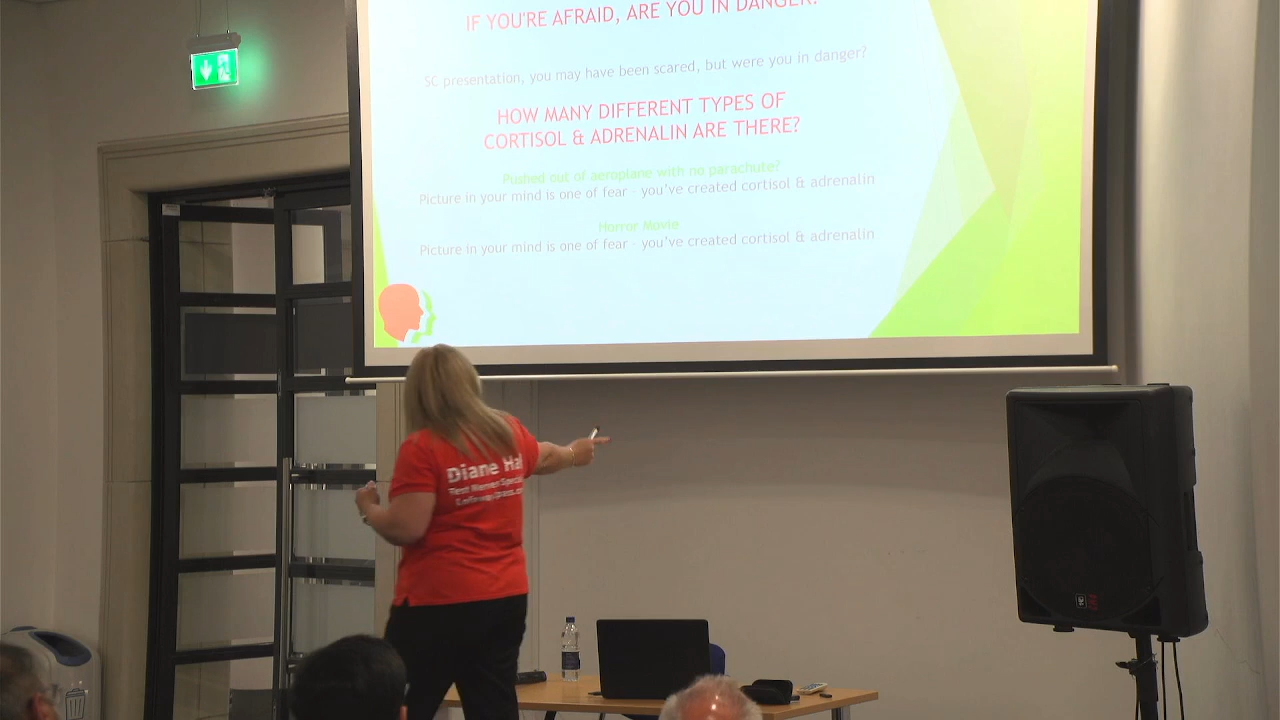 IF YOU'RE AFRAID, ARE YOU IN DANGER?
SC presentation, you may have been scared, but were you in danger?
HOW MANY DIFFERENT TYPES OF
CORTISOL & ADRENALIN ARE THERE?
Pushed out of aeroplane with no parachute?
Picture in your mind is one of fear - you've created cortisol & adrenalin
Horror Movie
Picture in your mind is one of fear - you've created cortisol & adrenalin
Diane